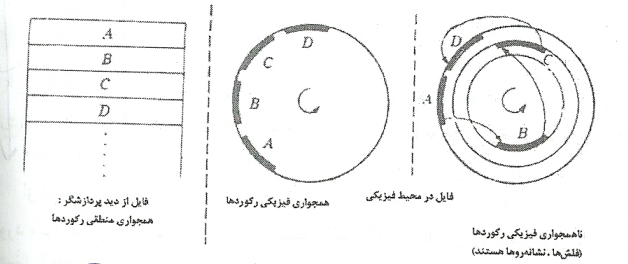 A
B
C
D
D
C
B
A
D
C
A
B
فایل از دید پردازشگر :
همجواری منطقی رکوردها
همجواری فیزیکی رکوردها
فایل در محیط فیزیکی
ناهمجواری فیزیکی رکوردها
(فلش‌ها ، نشانه‌روها هستند)